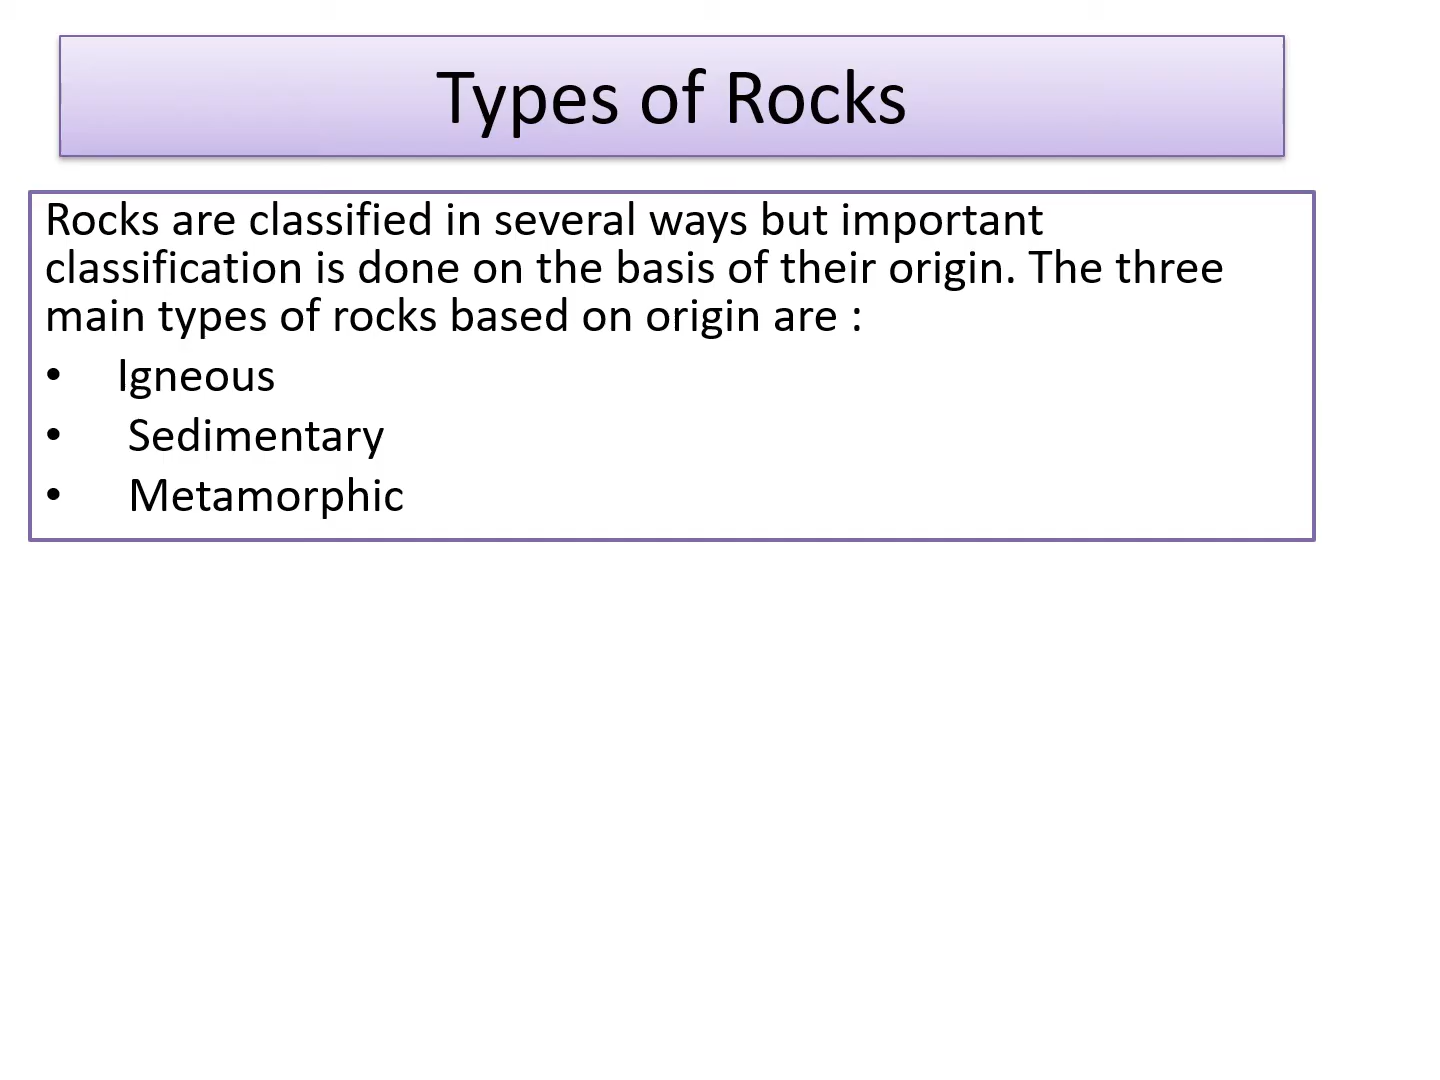 Types of Rocks
Rocks are classified in several ways but important
classification is done on the basis of their origin. The three
main types of rocks based on origin are :
• Igneous
• Sedimentary
• Metamorphic